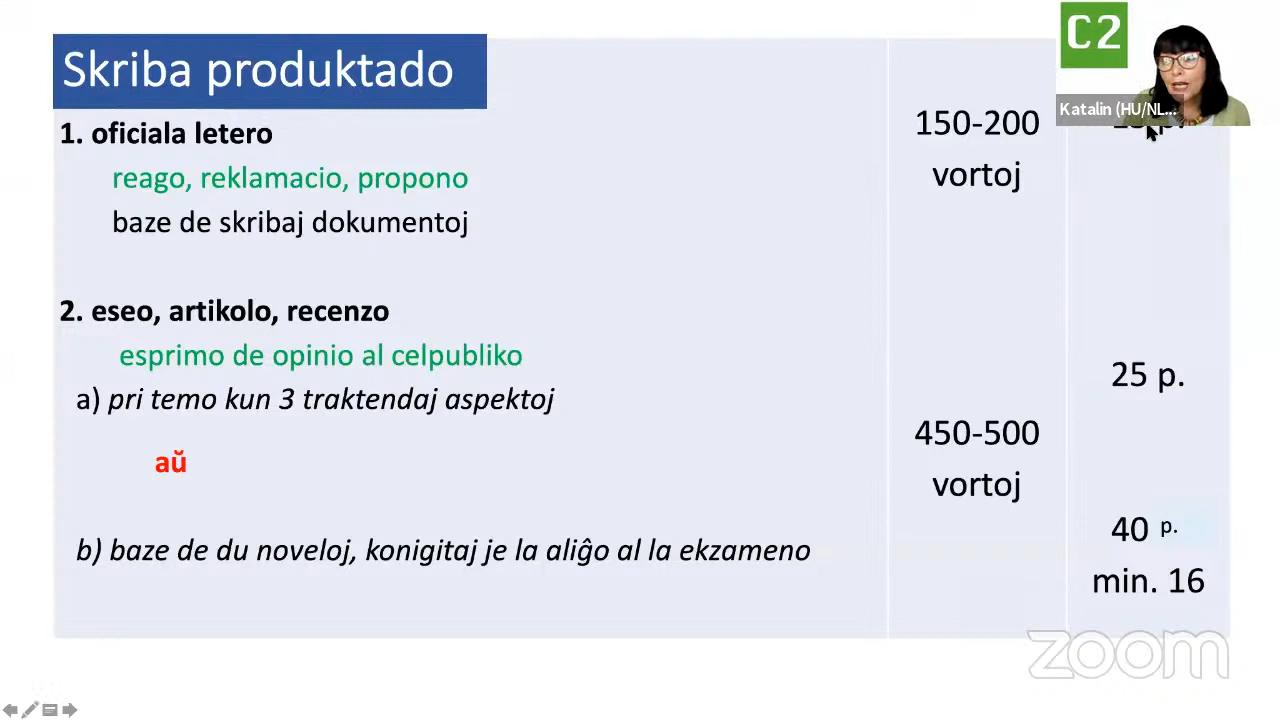 Skriba produktado
C2
Katalin (HU/NL...
1. oficiala letero
reago, reklamacio, propono
baze de skribaj dokumentoj
150-200
vortoj
2. eseo, artikolo, recenzo
esprimo de opinio al celpubliko
a) pri temo kun 3 traktendaj aspektoj
25 p.
aŭ
450-500
vortoj
b) baze de du noveloj, konigitaj je la aliĝo al la ekzameno
40 p.
min. 16
zoom